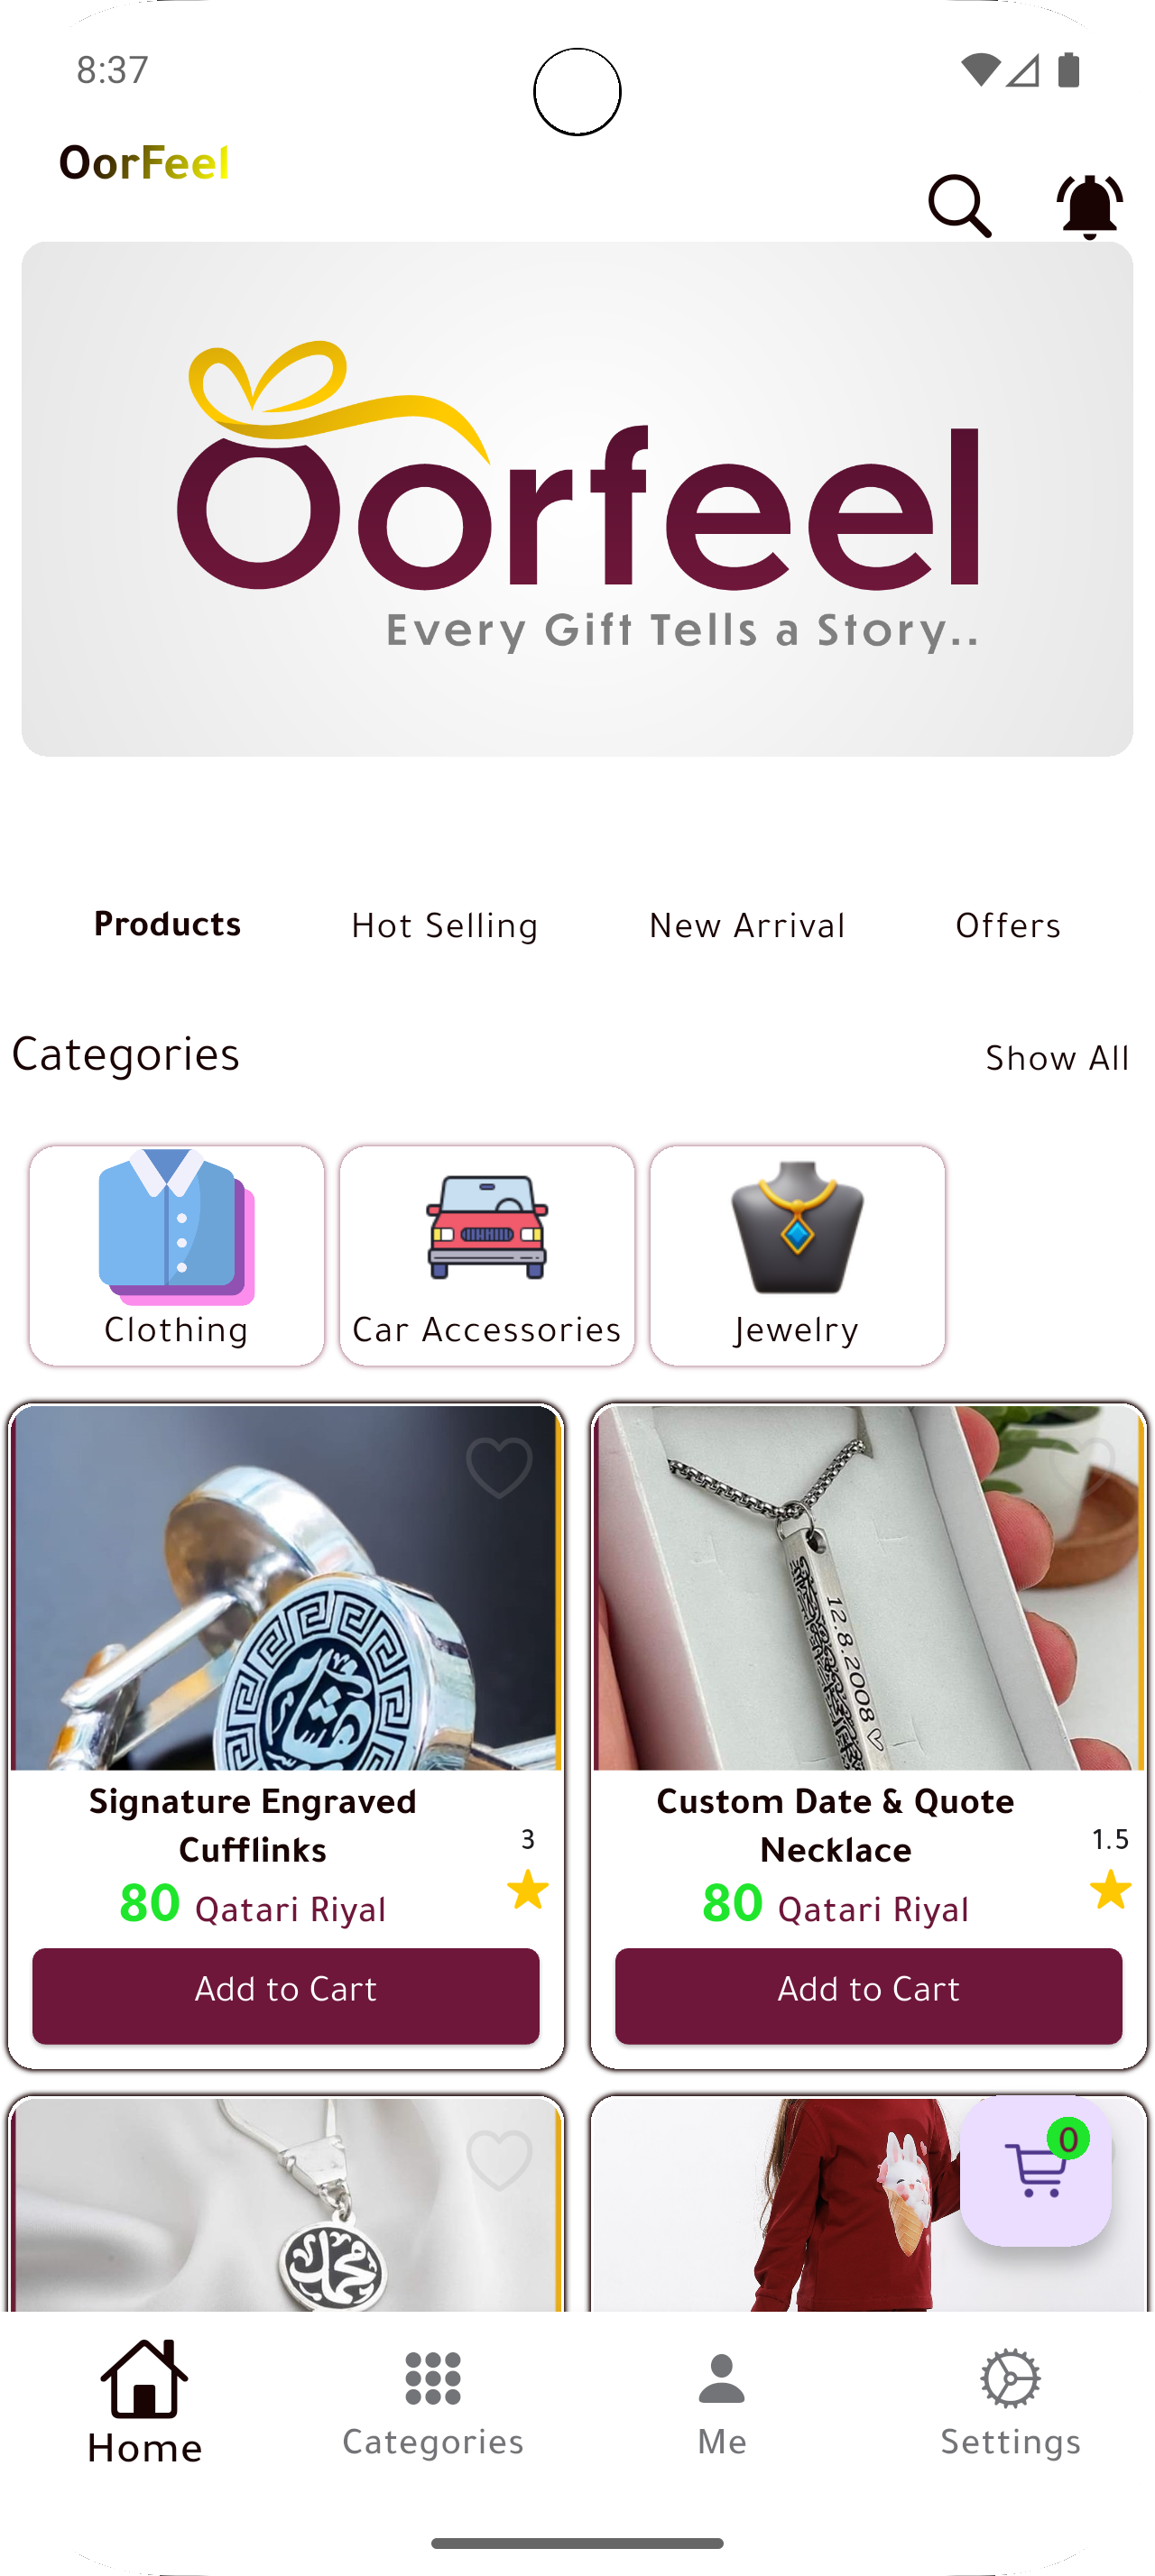 8:37
OorFeel
Oorfeel
Every Gift Tells a Story..
Products
Hot Selling
New Arrival
Offers
Categories
Show All
Clothing
Car Accessories
Jewelry
12.8.2008
Signature Engraved
Cufflinks
3
80 Qatari Riyal
Add to Cart
Custom Date & Quote
Necklace
1.5
80 Qatari Riyal
Add to Cart
محمد
0
Home
Categories
Me
Settings